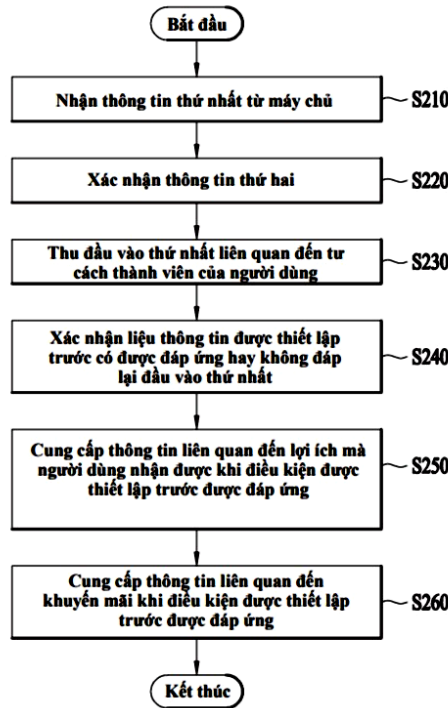 Bắt đầu
Nhận thông tin thứ nhất từ máy chủ
S210
Xác nhận thông tin thứ hai
S220
Thu đầu vào thứ nhất liên quan đến tư
cách thành viên của người dùng
S230
Xác nhận liệu thông tin được thiết lập
trước có được đáp ứng hay không đáp
lại đầu vào thứ nhất
S240
Cung cấp thông tin liên quan đến lợi ích mà
người dùng nhận được khi điều kiện được
thiết lập trước được đáp ứng
S250
Cung cấp thông tin liên quan đến
khuyến mãi khi điều kiện được thiết lập
trước được đáp ứng
S260
Kết thúc